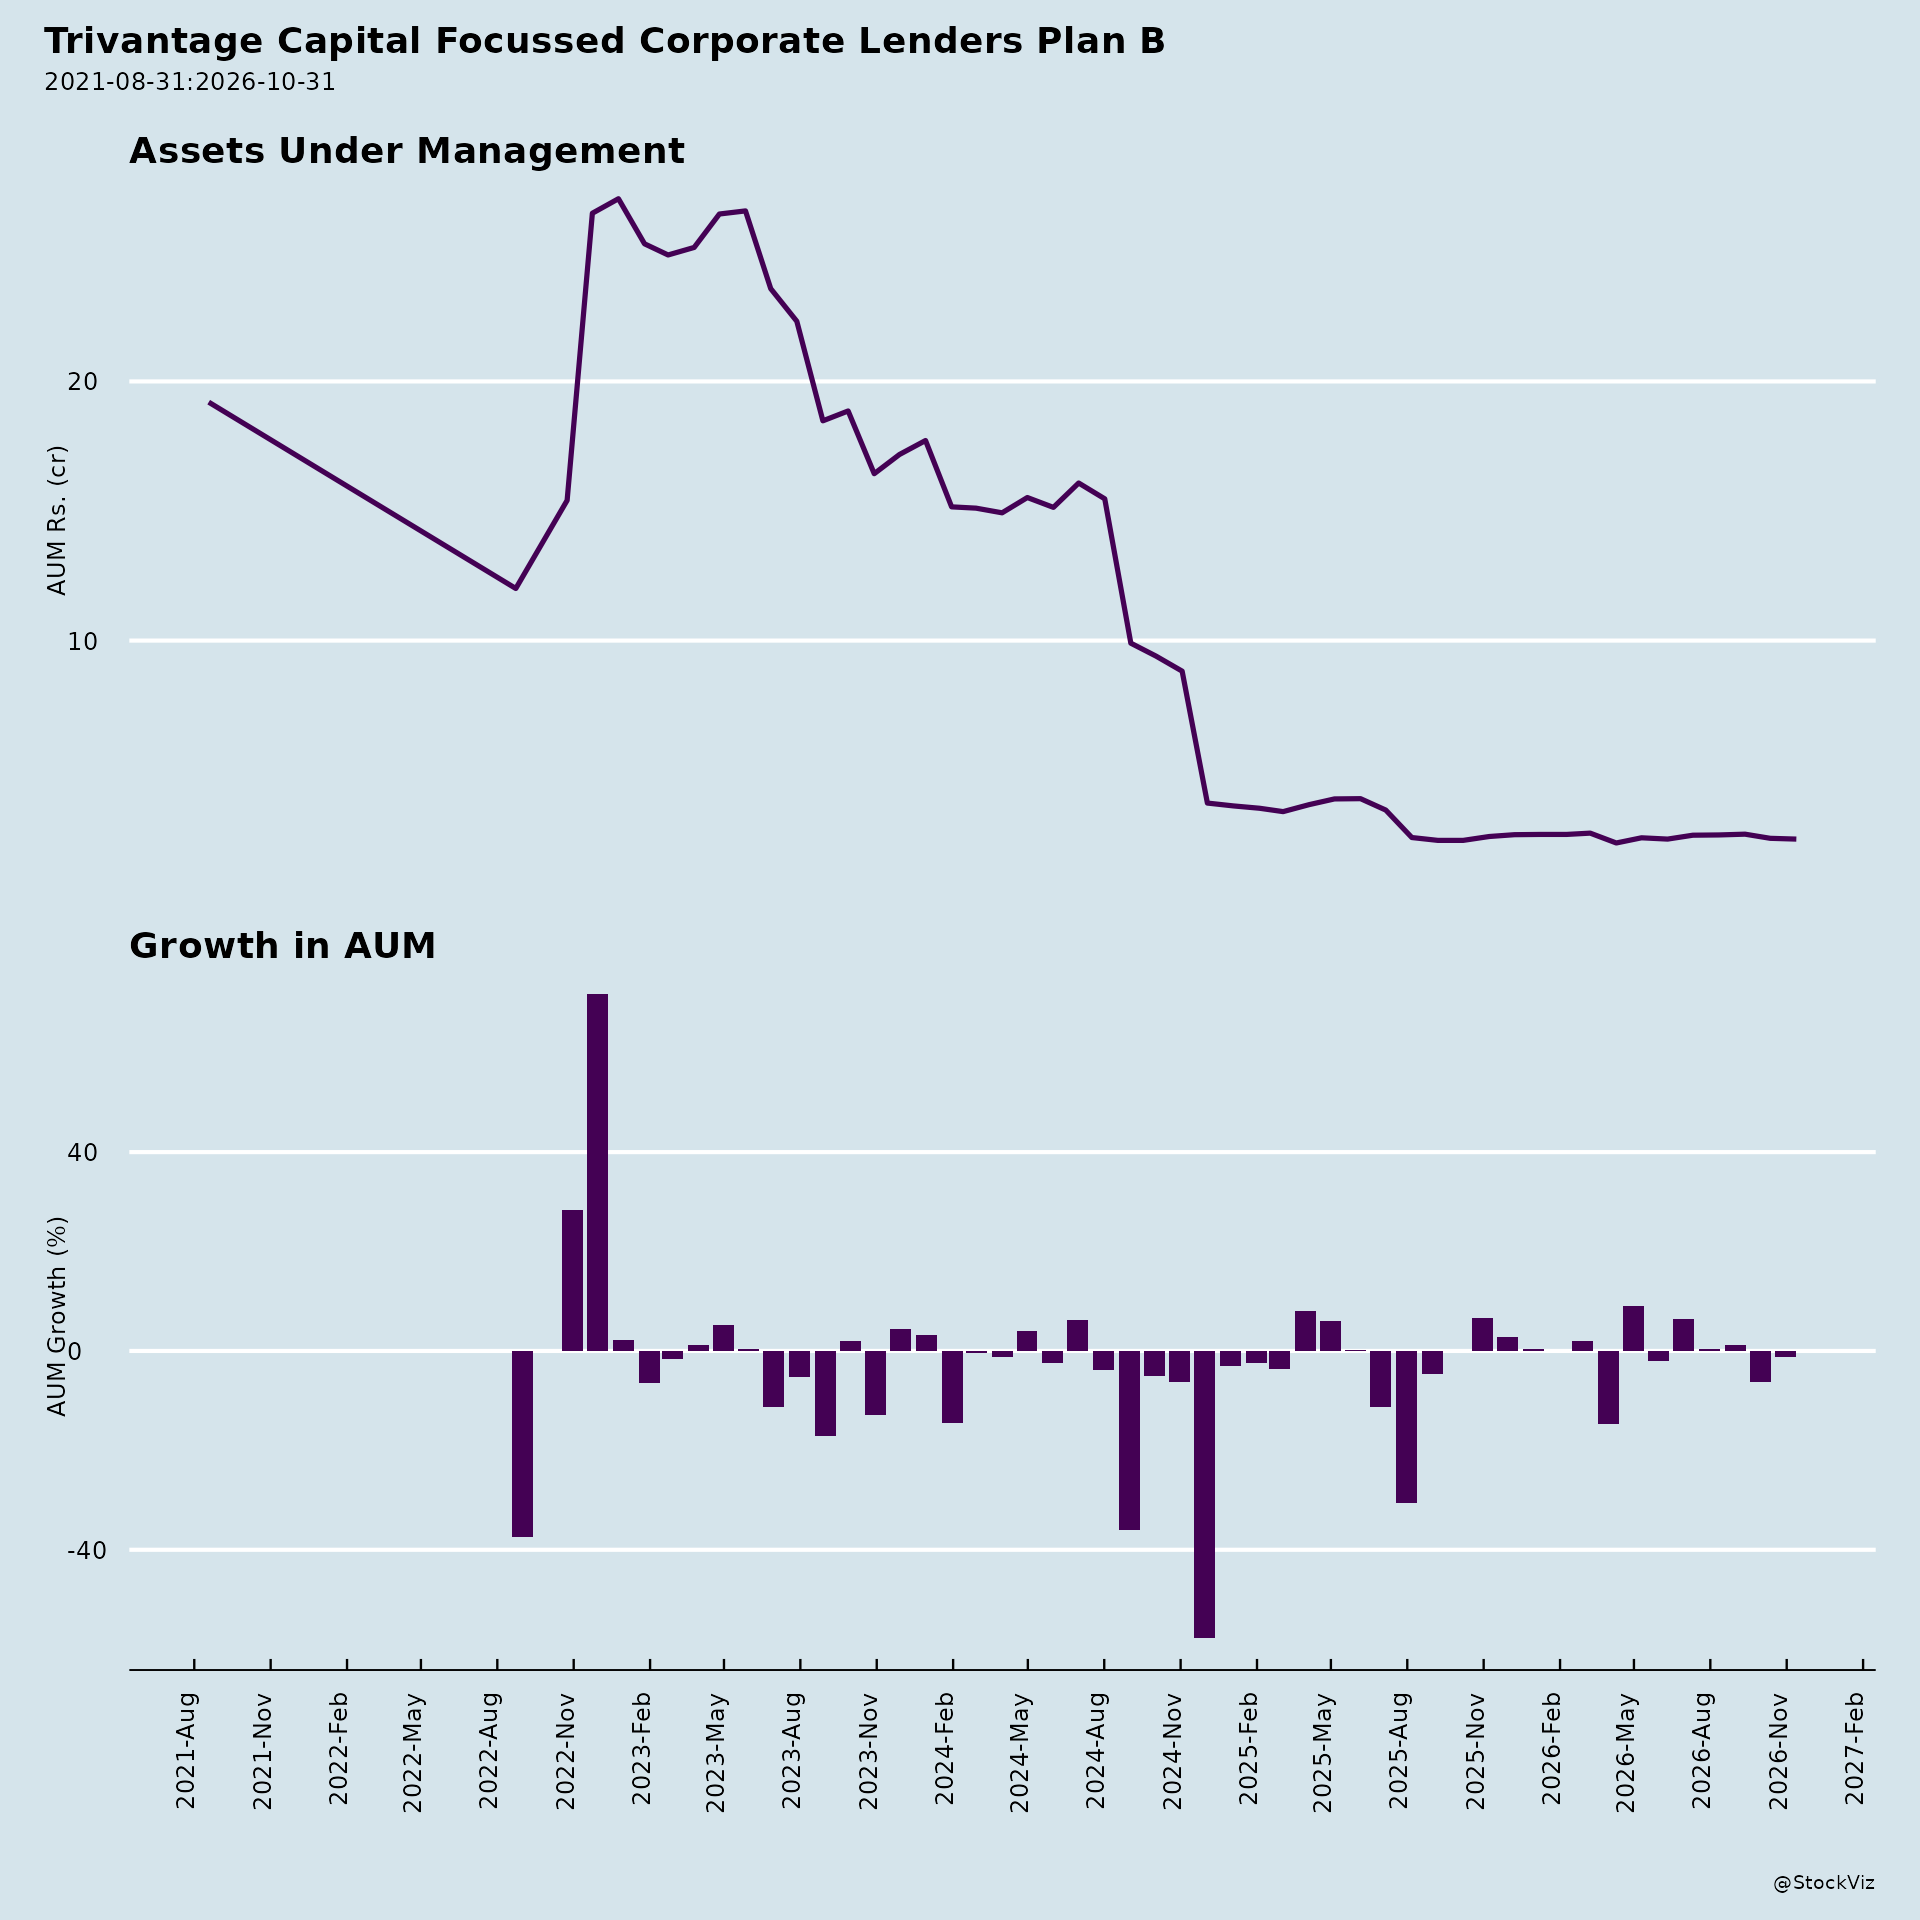 Trivantage Capital Focussed Corporate Lenders Plan B
2021-08-31:2026-10-31
Assets Under Management
AUM Rs. (cr)
20
10
Growth in AUM
AUM Growth (%)
40
0
-40
2021-Aug
2021-Nov
2022-Feb
2022-May
2022-Aug
2022-Nov
2023-Feb
2023-May
2023-Aug
2023-Nov
2024-Feb
2024-May
2024-Aug
2024-Nov
2025-Feb
2025-May
2025-Aug
2025-Nov
2026-Feb
2026-May
2026-Aug
2026-Nov
2027-Feb
@StockViz